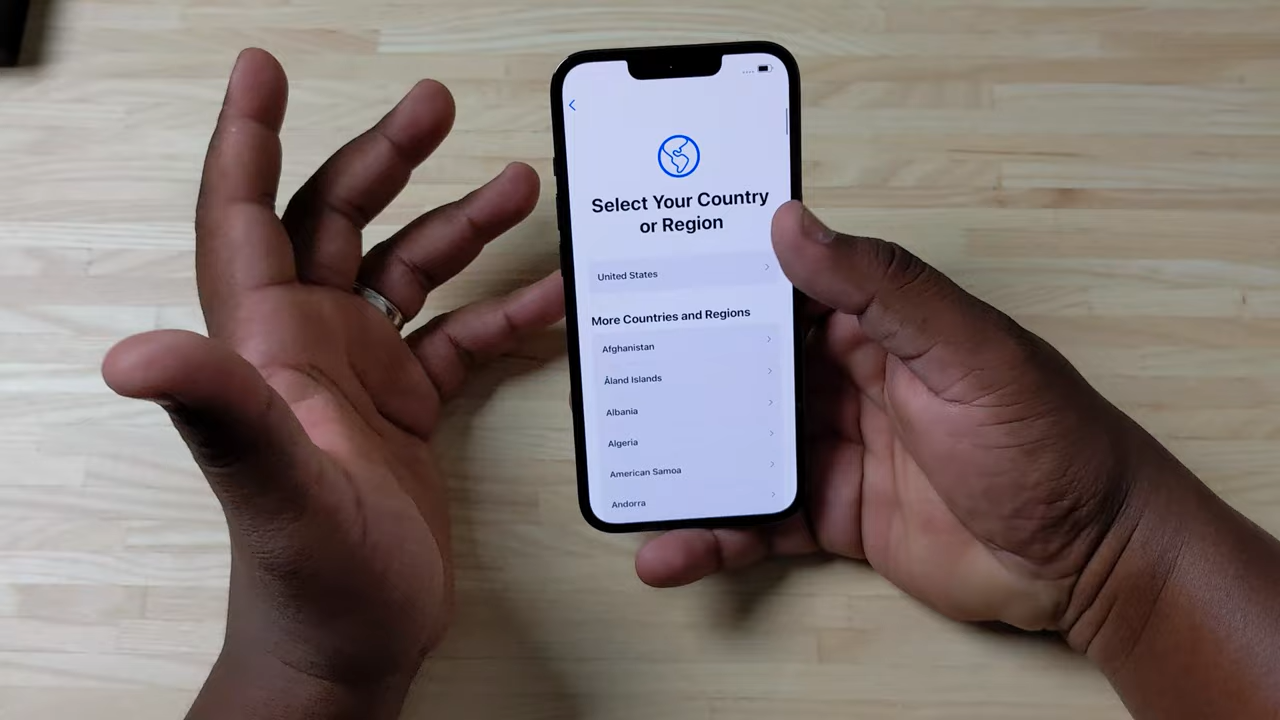 Select Your Country
or Region
United States
More Countries and Regions
Afghanistan
Åland Islands
Albania
Algeria
American Samoa
Andorra